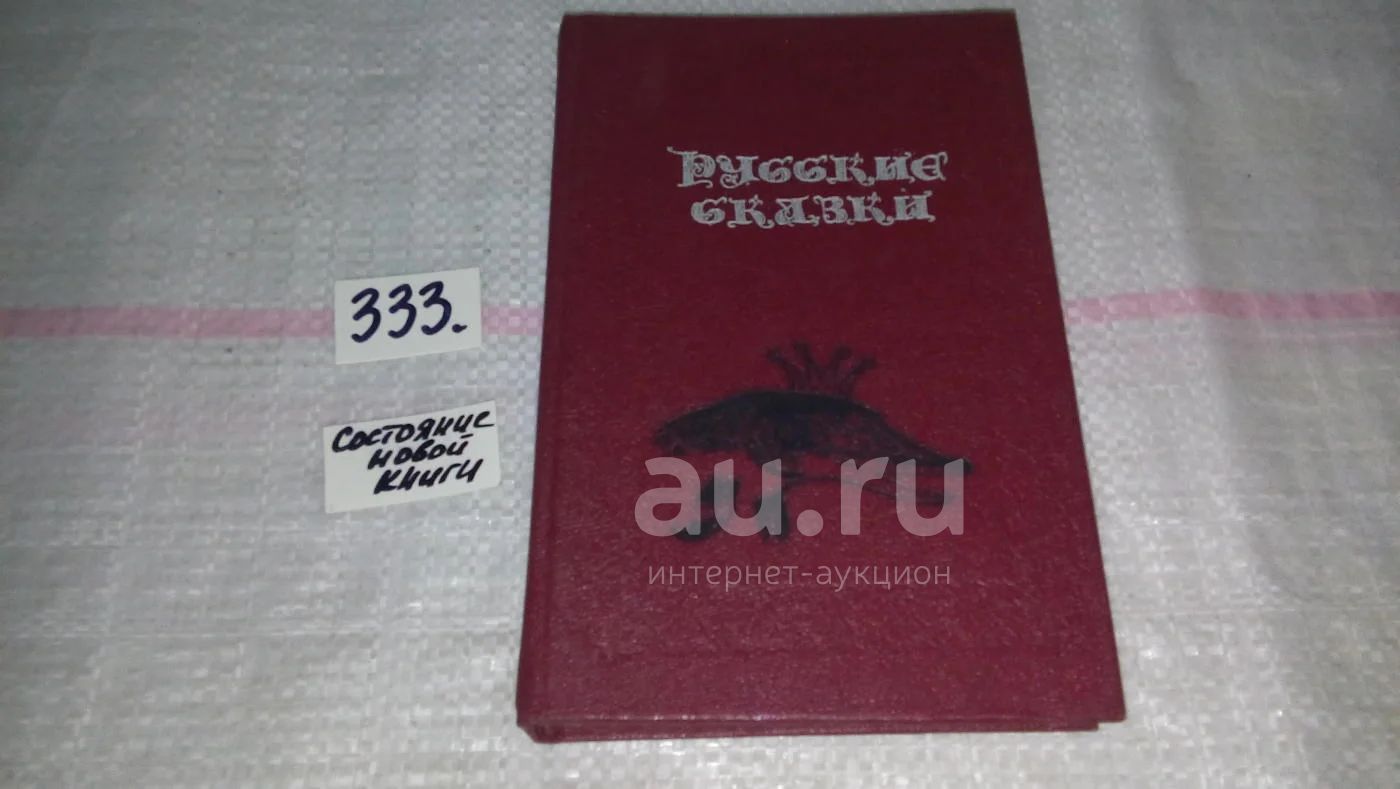 РУССКИЕ
СКАЗКИ
333.
Состояние
новой
книги
au.ru
интернет-аукцион